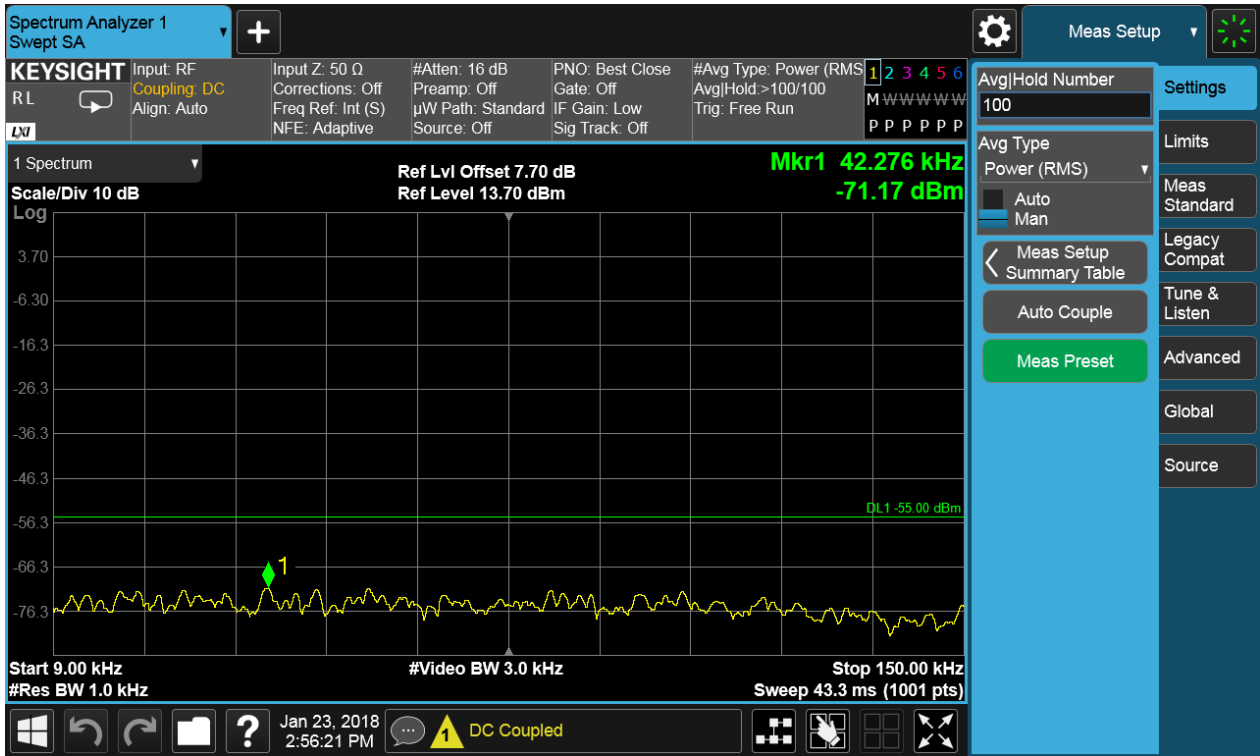 Spectrum Analyzer 1
Swept SA
+
Meas Setup
KEYSIGHT
RL
LXI
Input: RF
Coupling: DC
Align: Auto
Input Z: 50 Ω
Corrections: Off
Freq Ref: Int (S)
NFE: Adaptive
#Atten: 16 dB
Preamp: Off
µW Path: Standard
Source: Off
PNO: Best Close
Gate: Off
IF Gain: Low
Sig Track: Off
#Avg Type: Power (RMS
Avg|Hold:>100/100
Trig: Free Run
1 2 3 4 5 6
M W W W W W
P P P P P P
1 Spectrum
Scale/Div 10 dB
Log
Ref Lvl Offset 7.70 dB
Ref Level 13.70 dBm
Mkr1 42.276 kHz
-71.17 dBm
3.70
-6.30
-16.3
-26.3
-36.3
-46.3
DL1 -55.00 dBm
-56.3
-66.3
1
-76.3
Start 9.00 kHz
#Res BW 1.0 kHz
#Video BW 3.0 kHz
Stop 150.00 kHz
Sweep 43.3 ms (1001 pts)
Avg|Hold Number
100
Avg Type
Power (RMS)
Auto
Man
Meas Setup
Summary Table
Auto Couple
Meas Preset
Settings
Limits
Meas
Standard
Legacy
Compat
Tune &
Listen
Advanced
Global
Source
?
Jan 23, 2018
2:56:21 PM
1
DC Coupled